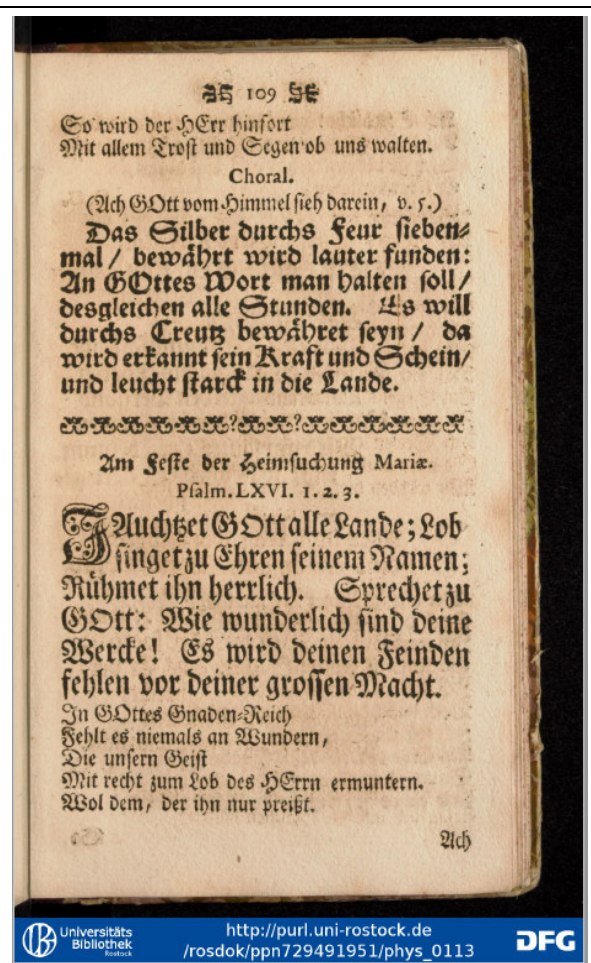 109
So wird der HErr hinfort
Mit allem Trost und Segen ob uns walten.
Choral.
(Ach GOtt vom Himmel sieh darein, v. 5.)
Das Silber durchs Feur sieben-
mal / bewährt wird lauter funden:
An GOttes Wort man halten soll/
desgleichen alle Stunden. Es will
durchs Creutz bewähret seyn / da
wird erkannt sein Kraft und Schein/
und leucht starck in die Lande.
Am Feste der Heimsuchung Mariæ.
Psalm. LXVI. 1. 2. 3.
JAuchtzet GOtt alle Lande; Lob
singet zu Ehren seinem Namen;
Rühmet ihn herrlich. Sprechet zu
GOtt: Wie wunderlich sind deine
Wercke! Es wird deinen Feinden
fehlen vor deiner grossen Macht.
In GOttes Gnaden-Reich
Fehlt es niemals an Wundern,
Die unsern Geist
Mit recht zum Lob des HErrn ermuntern.
Wol dem, der ihn nur preißt.
Ach
Universitäts
Bibliothek
Rostock
http://purl.uni-rostock.de
/rosdok/ppn729491951/phys_0113
DFG